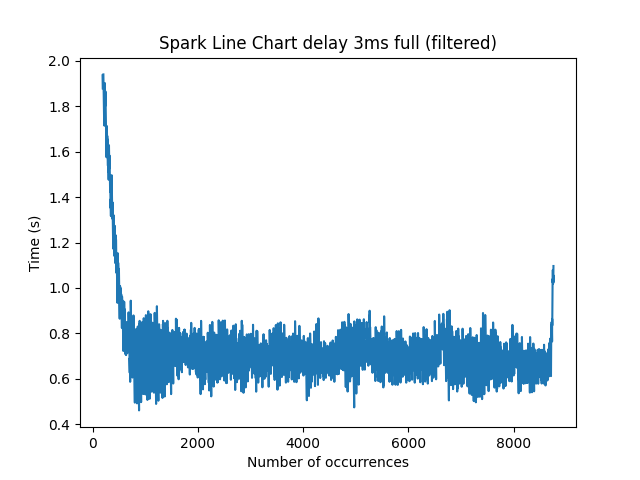 Spark Line Chart delay 3ms full (filtered)
2.0
1.8
1.6
1.4
1.2
1.0
0.8
0.6
0.4
Time (s)
0 2000 4000 6000 8000
Number of occurrences